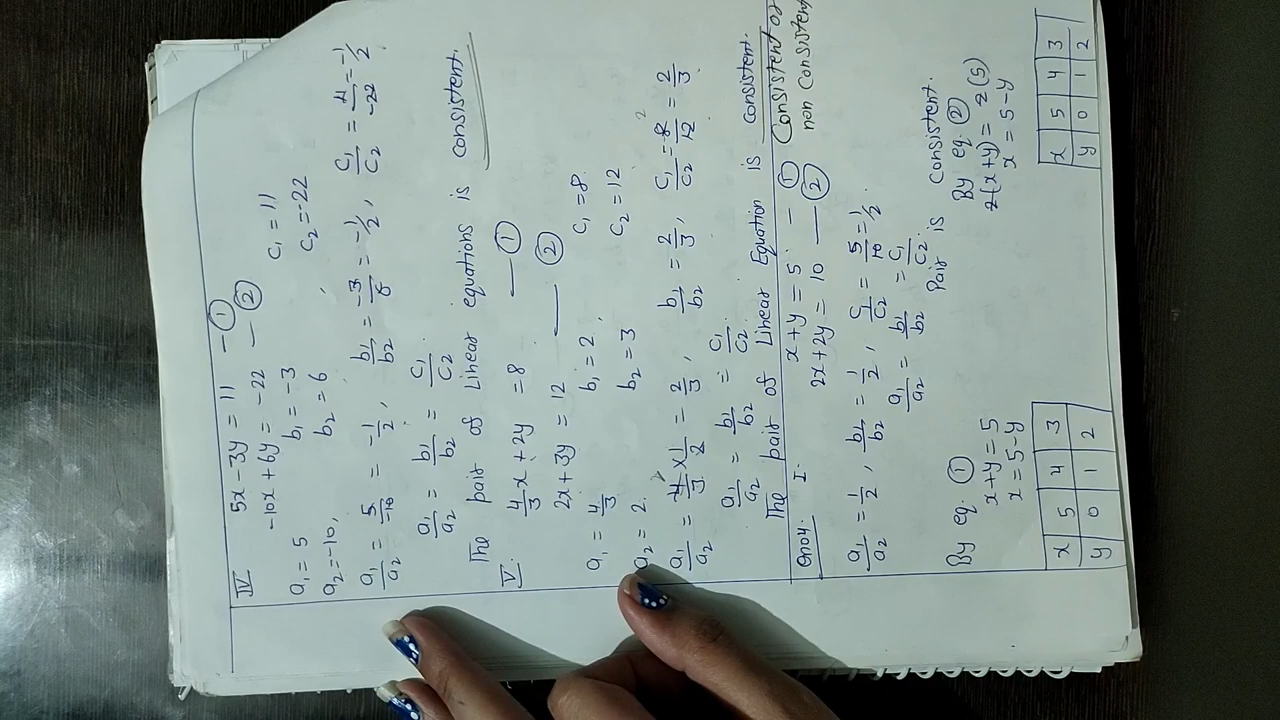 IV 5x - 3y = 11 — ①
-10x + 6y = -22 — ②
a₁ = 5 b₁ = -3 C₁ = 11
a₂ = -10, b₂ = 6 , C₂ = -22
a₁/a₂ = 5/-10 = -1/2, b₁/b₂ = -3/6 = -1/2, C₁/C₂ = 11/-22 = -1/2
a₁/a₂ = b₁/b₂ = C₁/C₂.
The pair of Linear equations is consistent.
V. 4/3 x + 2y = 8 — ①
2x + 3y = 12 — ②
a₁ = 4/3 b₁ = 2, C₁ = 8
a₂ = 2. b₂ = 3 C₂ = 12
a₁/a₂ = 4/3 × 1/2 = 2/3, b₁/b₂ = 2/3, C₁/C₂ = 8/12 = 2/3
a₁/a₂ = b₁/b₂ = C₁/C₂.
The pair of Linear Equation is consistent.
Qno4. I. x + y = 5 — ① Consistent or
2x + 2y = 10 — ② non Consistent
a₁/a₂ = 1/2, b₁/b₂ = 1/2, C₁/C₂ = 5/10 = 1/2
a₁/a₂ = b₁/b₂ = C₁/C₂.
Pair is consistent.
By eq. ① By eq. ②
x + y = 5 2(x + y) = 2(5)
x = 5 - y x = 5 - y
x 5 4 3 x 5 4 3
y 0 1 2 y 0 1 2